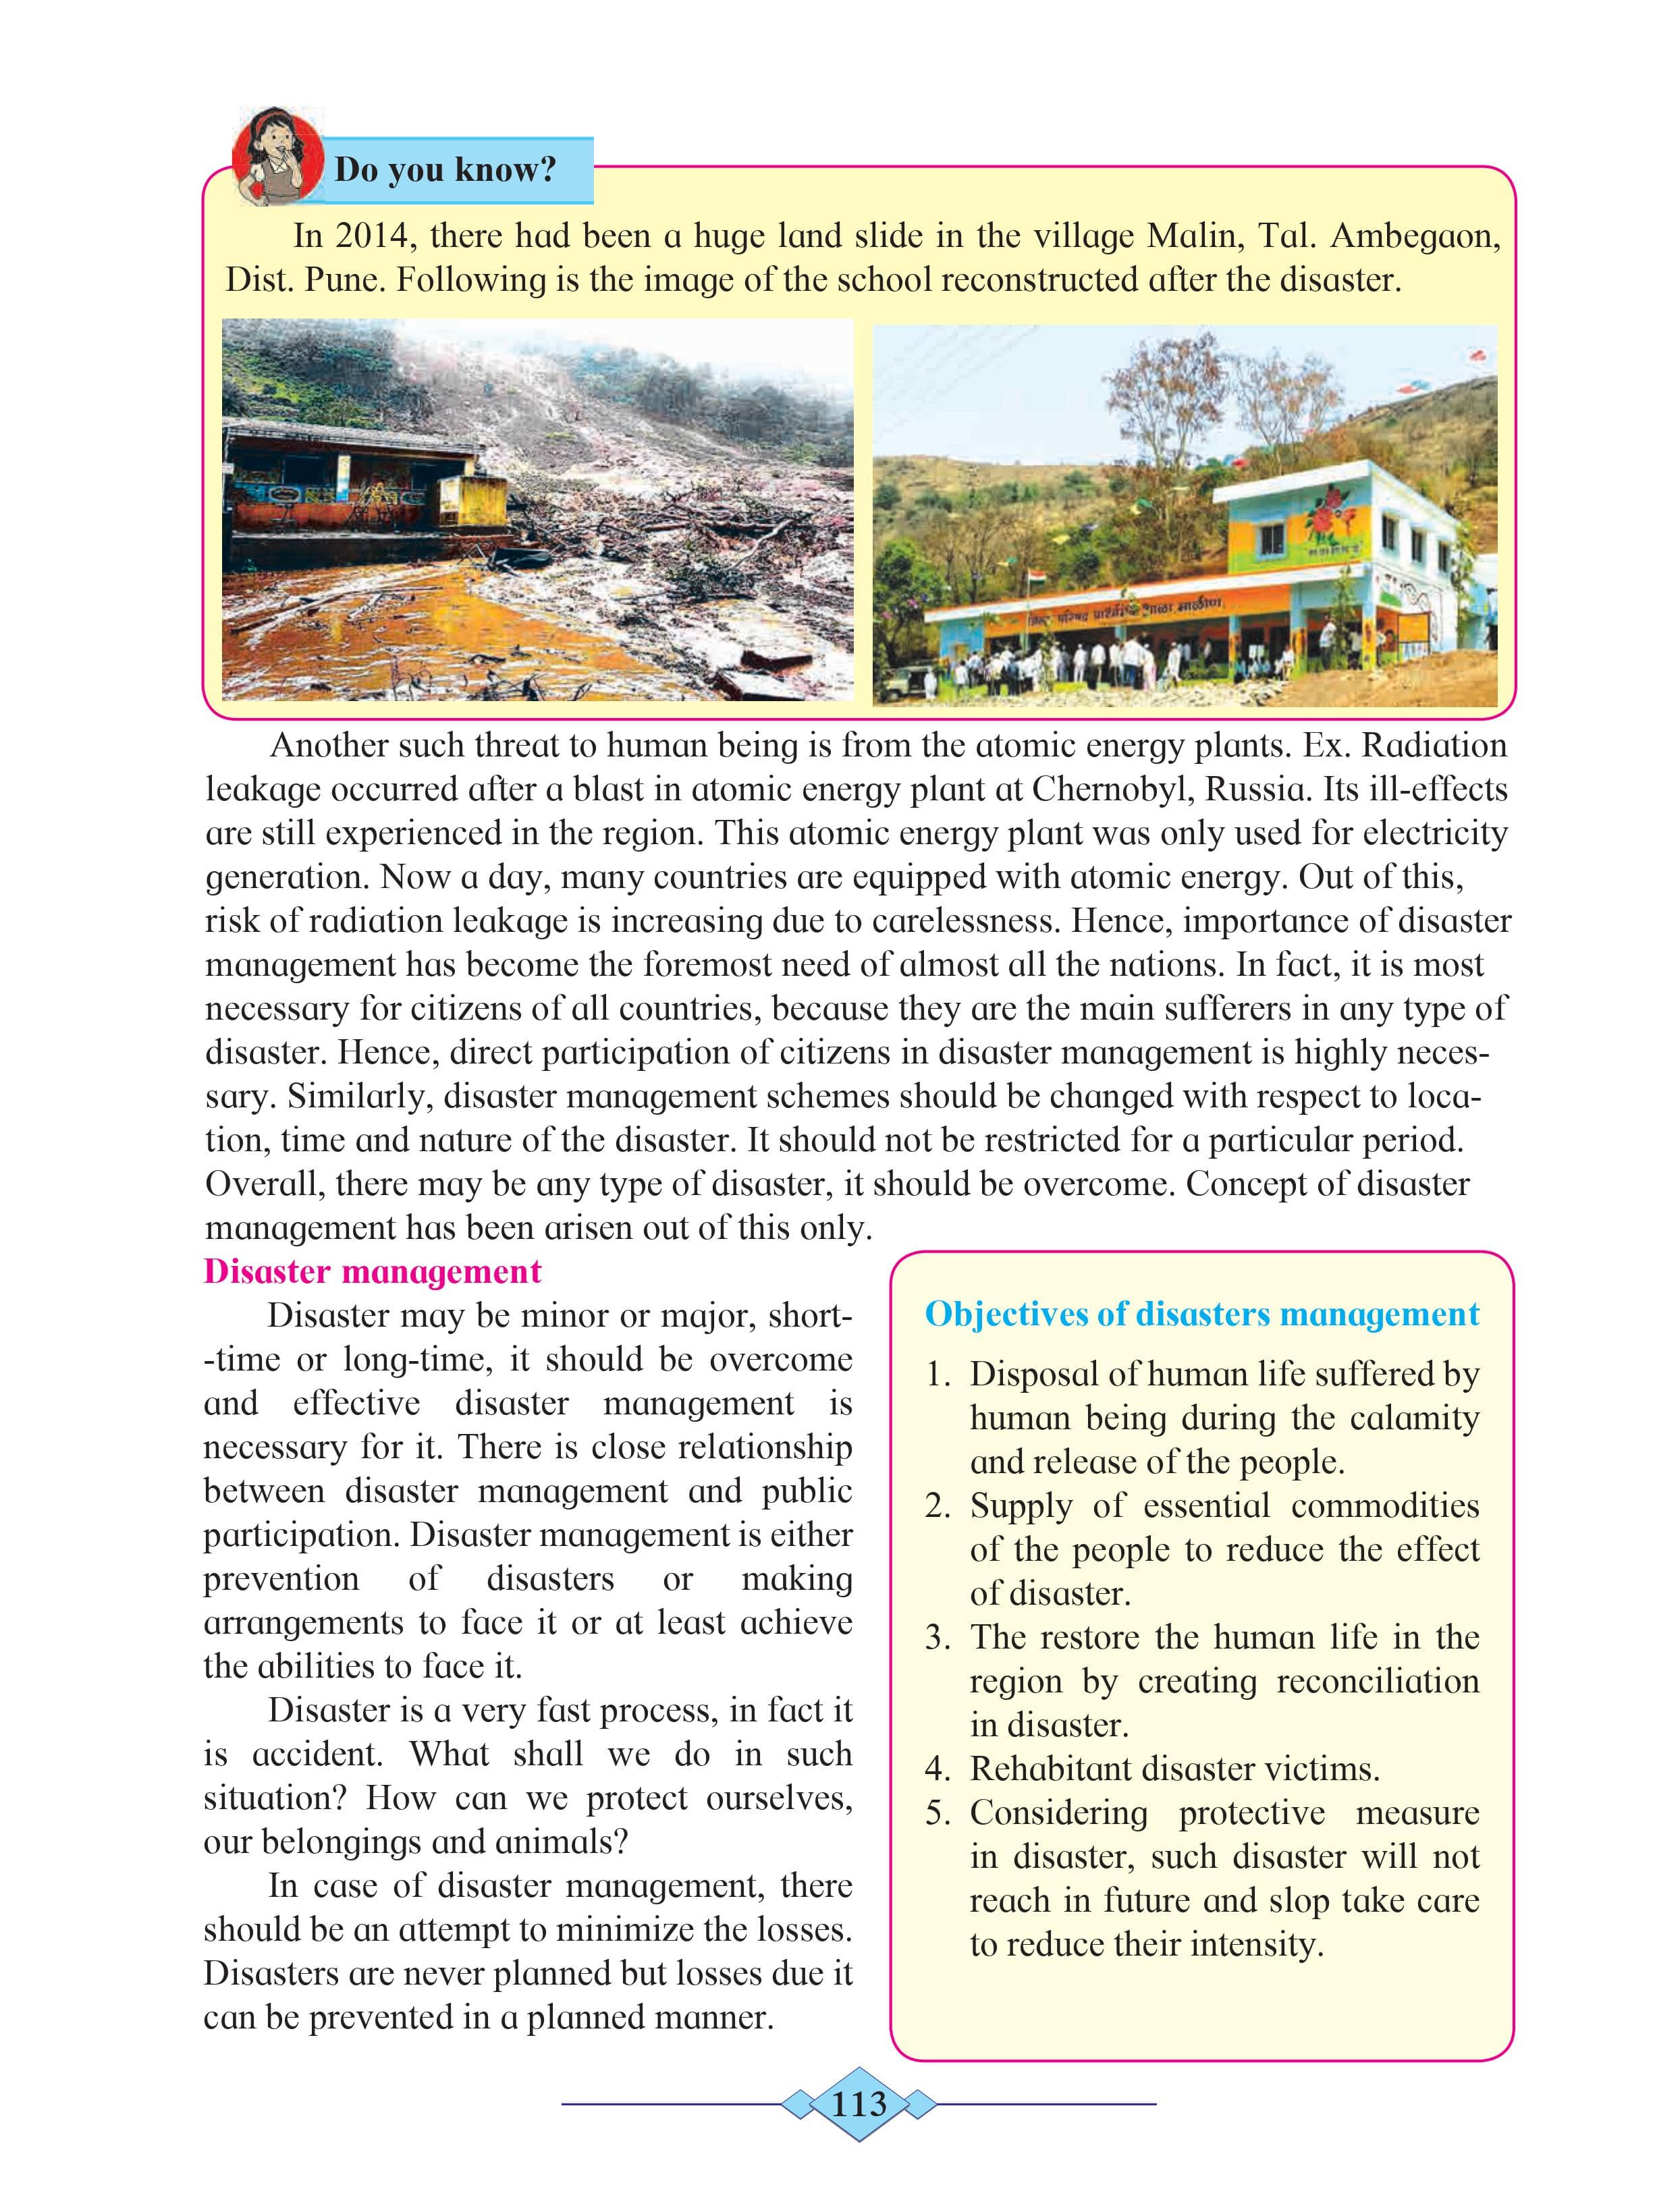 Do you know?
In 2014, there had been a huge land slide in the village Malin, Tal. Ambegaon,
Dist. Pune. Following is the image of the school reconstructed after the disaster.
परिषद
शाळा माळीण
Another such threat to human being is from the atomic energy plants. Ex. Radiation
leakage occurred after a blast in atomic energy plant at Chernobyl, Russia. Its ill-effects
are still experienced in the region. This atomic energy plant was only used for electricity
generation. Now a day, many countries are equipped with atomic energy. Out of this,
risk of radiation leakage is increasing due to carelessness. Hence, importance of disaster
management has become the foremost need of almost all the nations. In fact, it is most
necessary for citizens of all countries, because they are the main sufferers in any type of
disaster. Hence, direct participation of citizens in disaster management is highly neces-
sary. Similarly, disaster management schemes should be changed with respect to loca-
tion, time and nature of the disaster. It should not be restricted for a particular period.
Overall, there may be any type of disaster, it should be overcome. Concept of disaster
management has been arisen out of this only.
Disaster management
Disaster may be minor or major, short-
-time or long-time, it should be overcome
and effective disaster management is
necessary for it. There is close relationship
between disaster management and public
participation. Disaster management is either
prevention of disasters or making
arrangements to face it or at least achieve
the abilities to face it.
Disaster is a very fast process, in fact it
is accident. What shall we do in such
situation? How can we protect ourselves,
our belongings and animals?
In case of disaster management, there
should be an attempt to minimize the losses.
Disasters are never planned but losses due it
can be prevented in a planned manner.
Objectives of disasters management
1. Disposal of human life suffered by
human being during the calamity
and release of the people.
2. Supply of essential commodities
of the people to reduce the effect
of disaster.
3. The restore the human life in the
region by creating reconciliation
in disaster.
4. Rehabitant disaster victims.
5. Considering protective measure
in disaster, such disaster will not
reach in future and slop take care
to reduce their intensity.
113